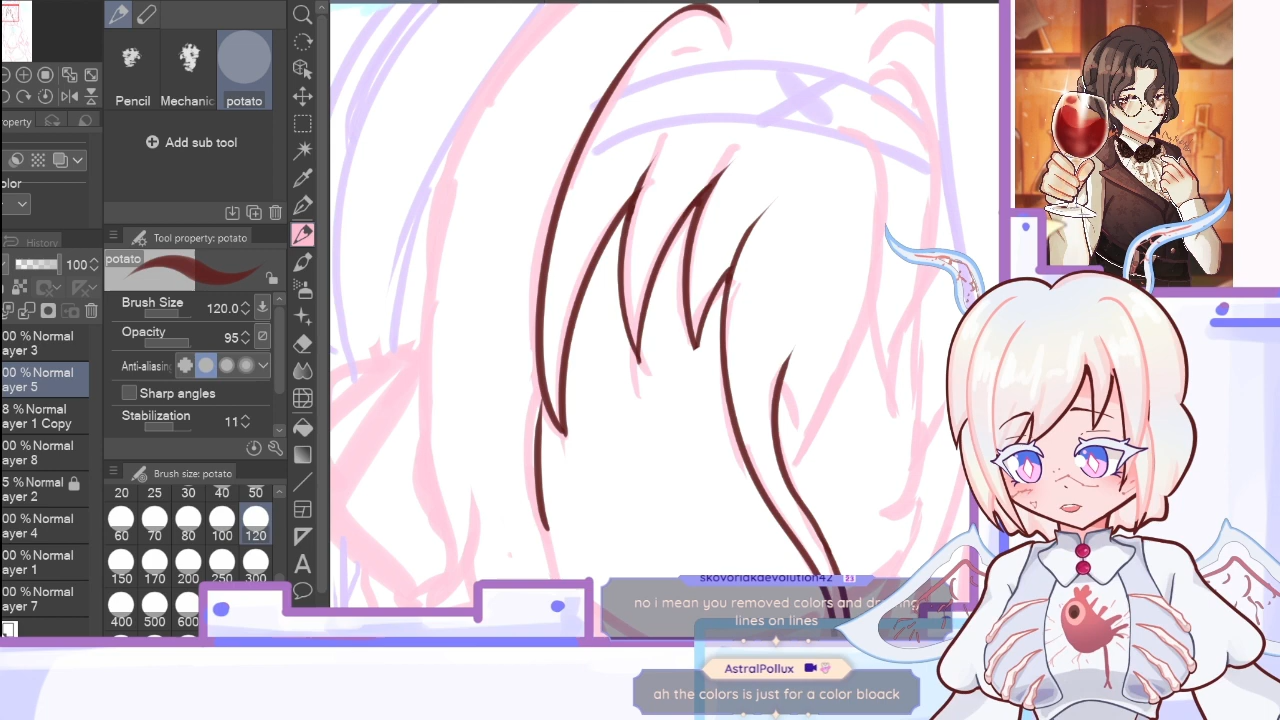 Pencil
Mechanic
potato
Add sub tool
operty
olor
History
100
Tool property: potato
potato
Brush Size
120.0
Opacity
95
Anti-aliasing
Sharp angles
Stabilization
11
Brush size: potato
20 25 30 40 50
60 70 80 100 120
150 170 200 250 300
400 500 600
00 % Normal
ayer 3
00 % Normal
ayer 5
8 % Normal
ayer 1 Copy
00 % Normal
ayer 8
5 % Normal
ayer 2
00 % Normal
ayer 4
00 % Normal
ayer 1
00 % Normal
ayer 7
no i mean you removed colors and drawing
lines on lines
AstralPollux
ah the colors is just for a color bloack